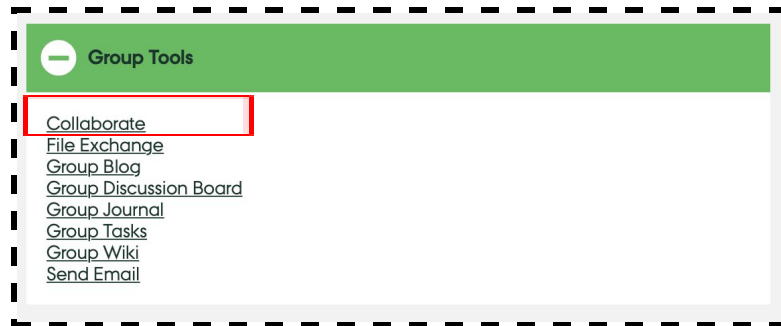 Group Tools
Collaborate
File Exchange
Group Blog
Group Discussion Board
Group Journal
Group Tasks
Group Wiki
Send Email